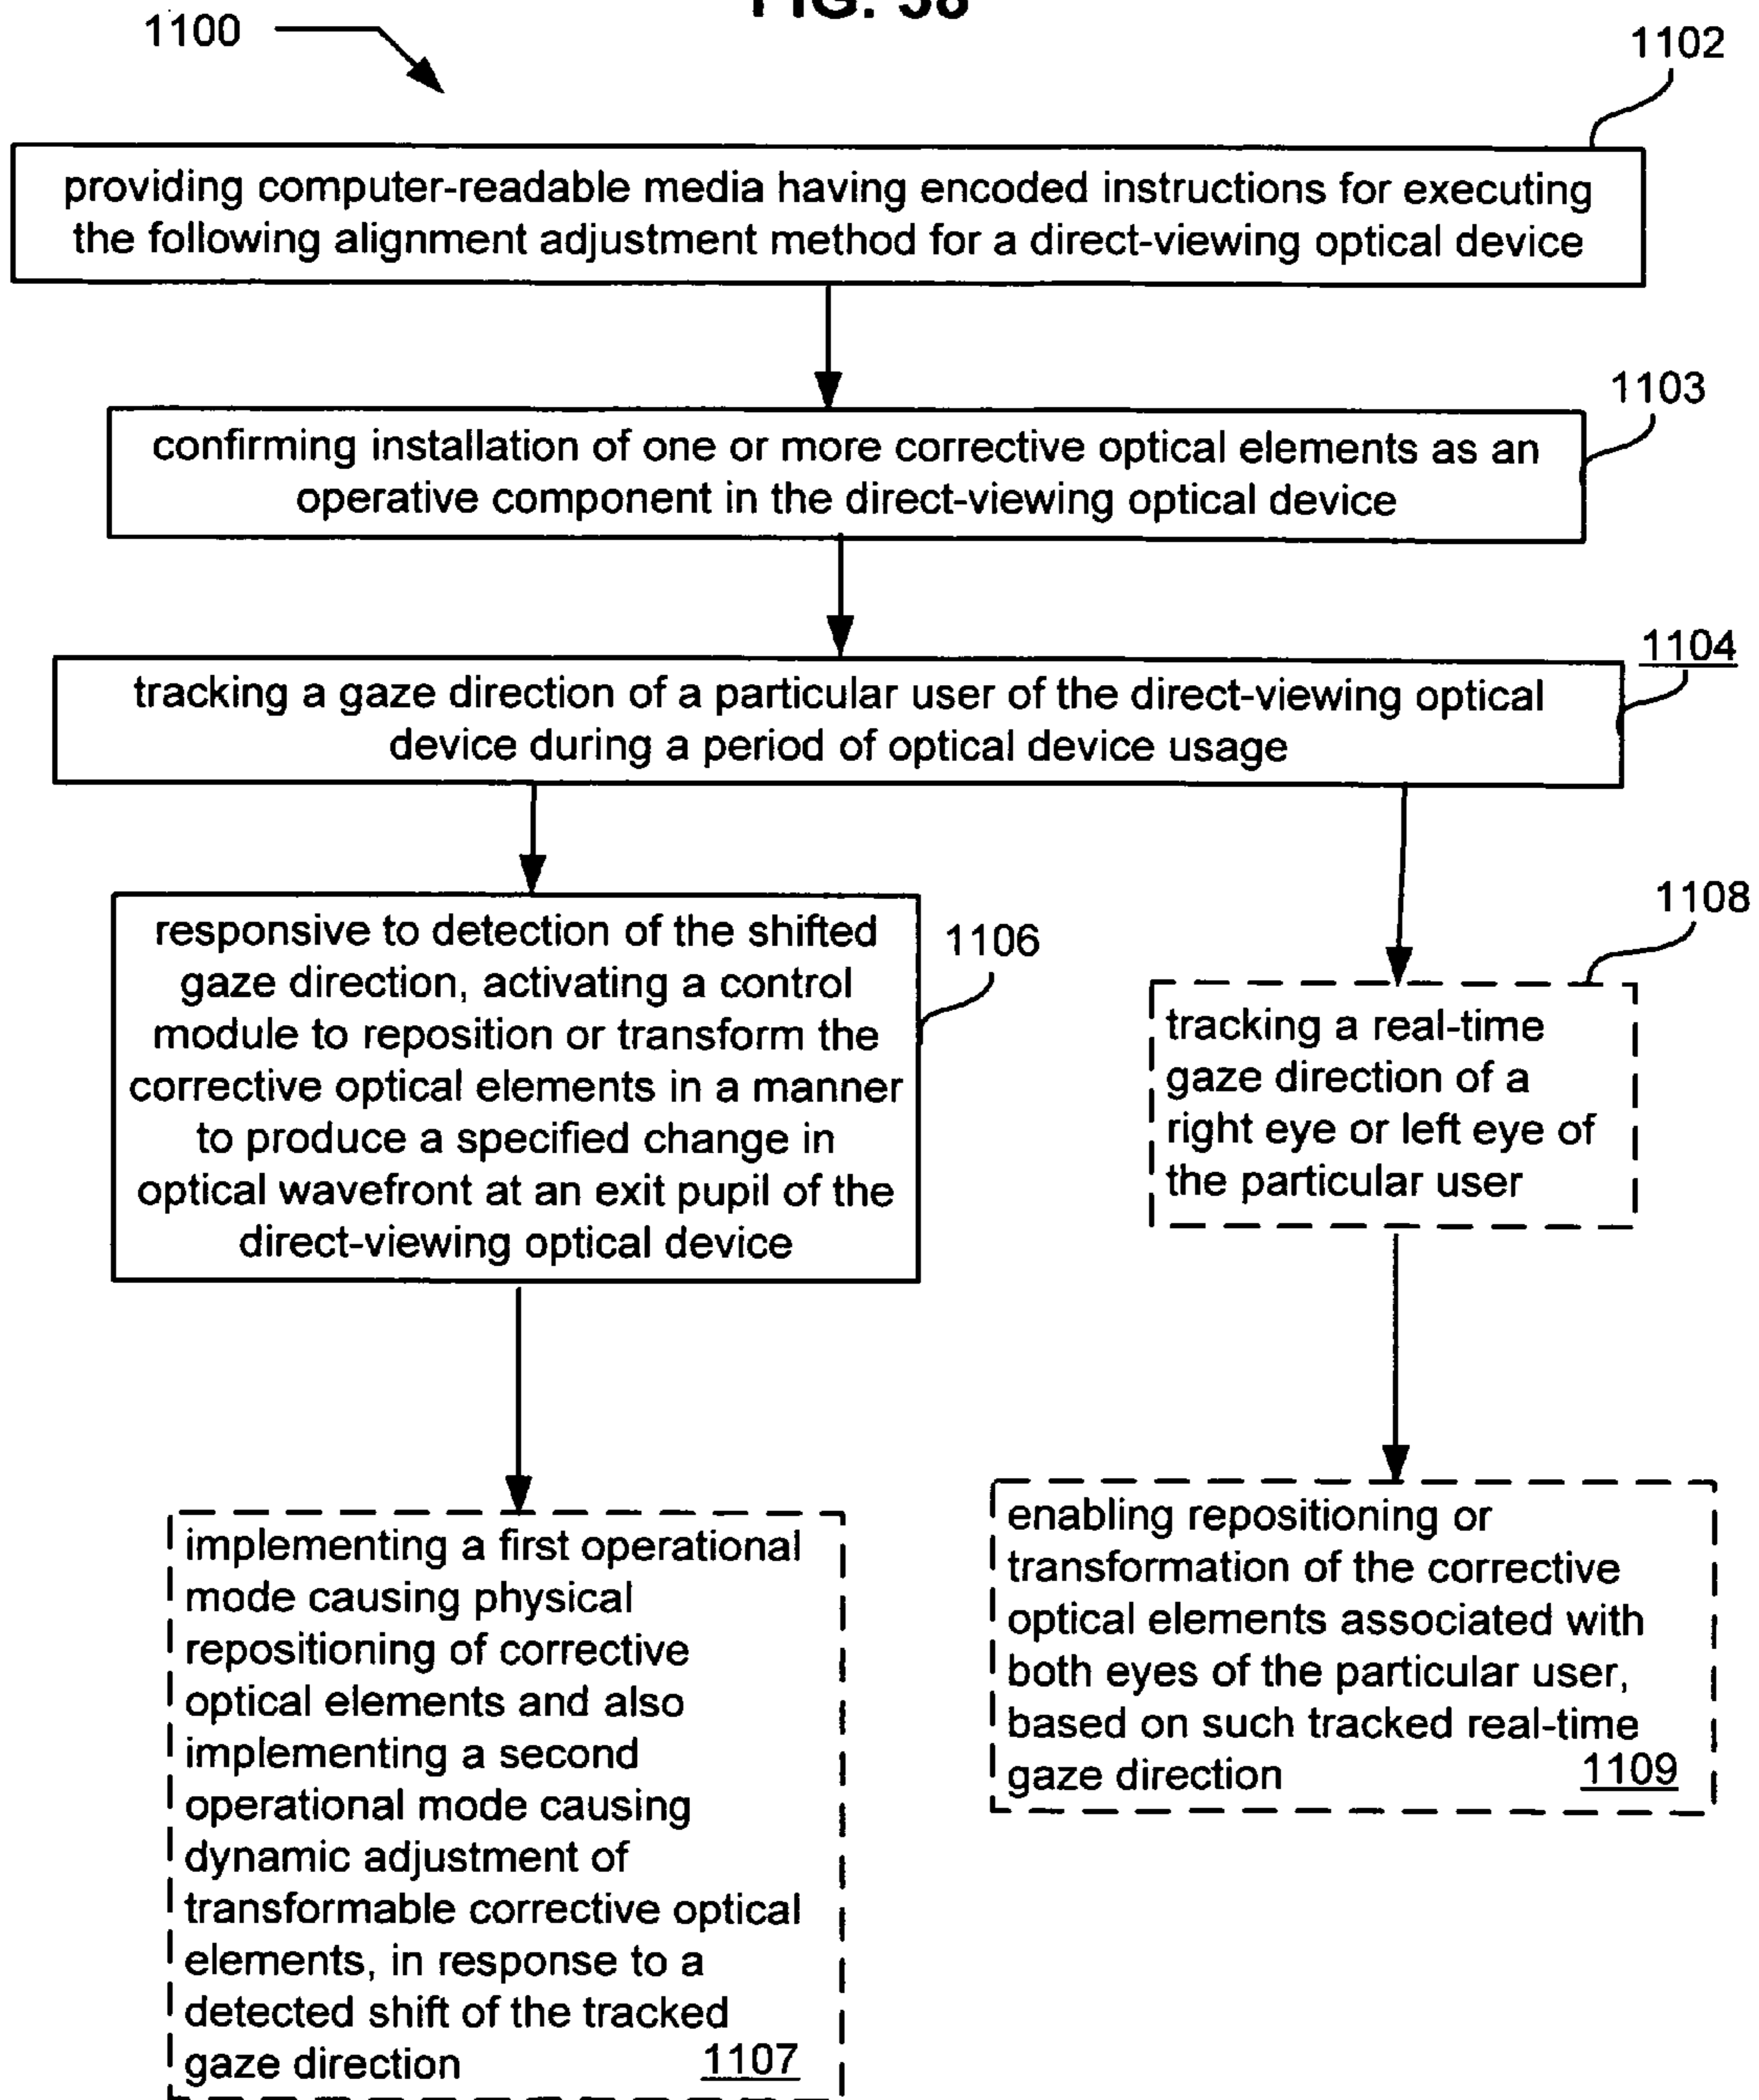 FIG. 38
1100
1102
providing computer-readable media having encoded instructions for executing
the following alignment adjustment method for a direct-viewing optical device
1103
confirming installation of one or more corrective optical elements as an
operative component in the direct-viewing optical device
1104
tracking a gaze direction of a particular user of the direct-viewing optical
device during a period of optical device usage
responsive to detection of the shifted
gaze direction, activating a control
module to reposition or transform the
corrective optical elements in a manner
to produce a specified change in
optical wavefront at an exit pupil of the
direct-viewing optical device
1106
1108
tracking a real-time
gaze direction of a
right eye or left eye of
the particular user
implementing a first operational
mode causing physical
repositioning of corrective
optical elements and also
implementing a second
operational mode causing
dynamic adjustment of
transformable corrective optical
elements, in response to a
detected shift of the tracked
gaze direction 1107
enabling repositioning or
transformation of the corrective
optical elements associated with
both eyes of the particular user,
based on such tracked real-time
gaze direction 1109